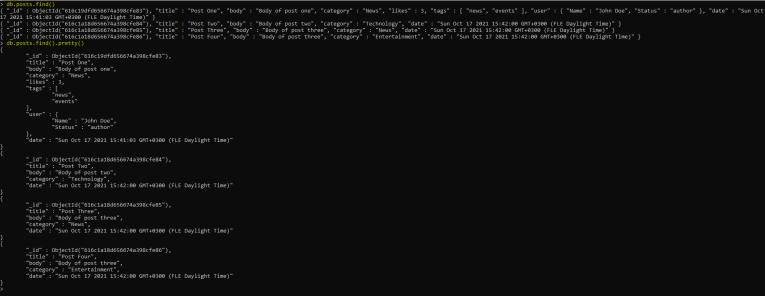 > db.posts.find()
{ "_id" : ObjectId("616c19dfd656674a398cfe83"), "title" : "Post One", "body" : "Body of post one", "category" : "News", "likes" : 3, "tags" : [ "news", "events" ], "user" : { "Name" : "John Doe", "Status" : "author" }, "date" : "Sun Oct
17 2021 15:41:03 GMT+0300 (FLE Daylight Time)" }
{ "_id" : ObjectId("616c1a18d656674a398cfe84"), "title" : "Post Two", "body" : "Body of post two", "category" : "Technology", "date" : "Sun Oct 17 2021 15:42:00 GMT+0300 (FLE Daylight Time)" }
{ "_id" : ObjectId("616c1a18d656674a398cfe85"), "title" : "Post Three", "body" : "Body of post three", "category" : "News", "date" : "Sun Oct 17 2021 15:42:00 GMT+0300 (FLE Daylight Time)" }
{ "_id" : ObjectId("616c1a18d656674a398cfe86"), "title" : "Post Four", "body" : "Body of post three", "category" : "Entertainment", "date" : "Sun Oct 17 2021 15:42:00 GMT+0300 (FLE Daylight Time)" }
> db.posts.find().pretty()
{
"_id" : ObjectId("616c19dfd656674a398cfe83"),
"title" : "Post One",
"body" : "Body of post one",
"category" : "News",
"likes" : 3,
"tags" : [
"news",
"events"
],
"user" : {
"Name" : "John Doe",
"Status" : "author"
},
"date" : "Sun Oct 17 2021 15:41:03 GMT+0300 (FLE Daylight Time)"
}
{
"_id" : ObjectId("616c1a18d656674a398cfe84"),
"title" : "Post Two",
"body" : "Body of post two",
"category" : "Technology",
"date" : "Sun Oct 17 2021 15:42:00 GMT+0300 (FLE Daylight Time)"
}
{
"_id" : ObjectId("616c1a18d656674a398cfe85"),
"title" : "Post Three",
"body" : "Body of post three",
"category" : "News",
"date" : "Sun Oct 17 2021 15:42:00 GMT+0300 (FLE Daylight Time)"
}
{
"_id" : ObjectId("616c1a18d656674a398cfe86"),
"title" : "Post Four",
"body" : "Body of post three",
"category" : "Entertainment",
"date" : "Sun Oct 17 2021 15:42:00 GMT+0300 (FLE Daylight Time)"
}
>